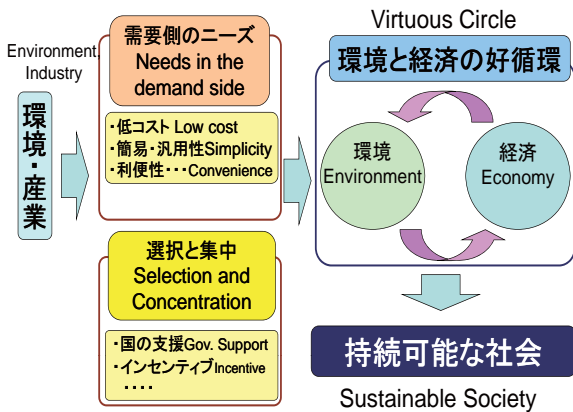 Environment,
Industry
環境・産業
需要側のニーズ
Needs in the
demand side
・低コスト Low cost
・簡易・汎用性Simplicity
・利便性・・・Convenience
選択と集中
Selection and
Concentration
・国の支援Gov. Support
・インセンティブIncentive
・・・・
Virtuous Circle
環境と経済の好循環
環境
Environment
経済
Economy
持続可能な社会
Sustainable Society